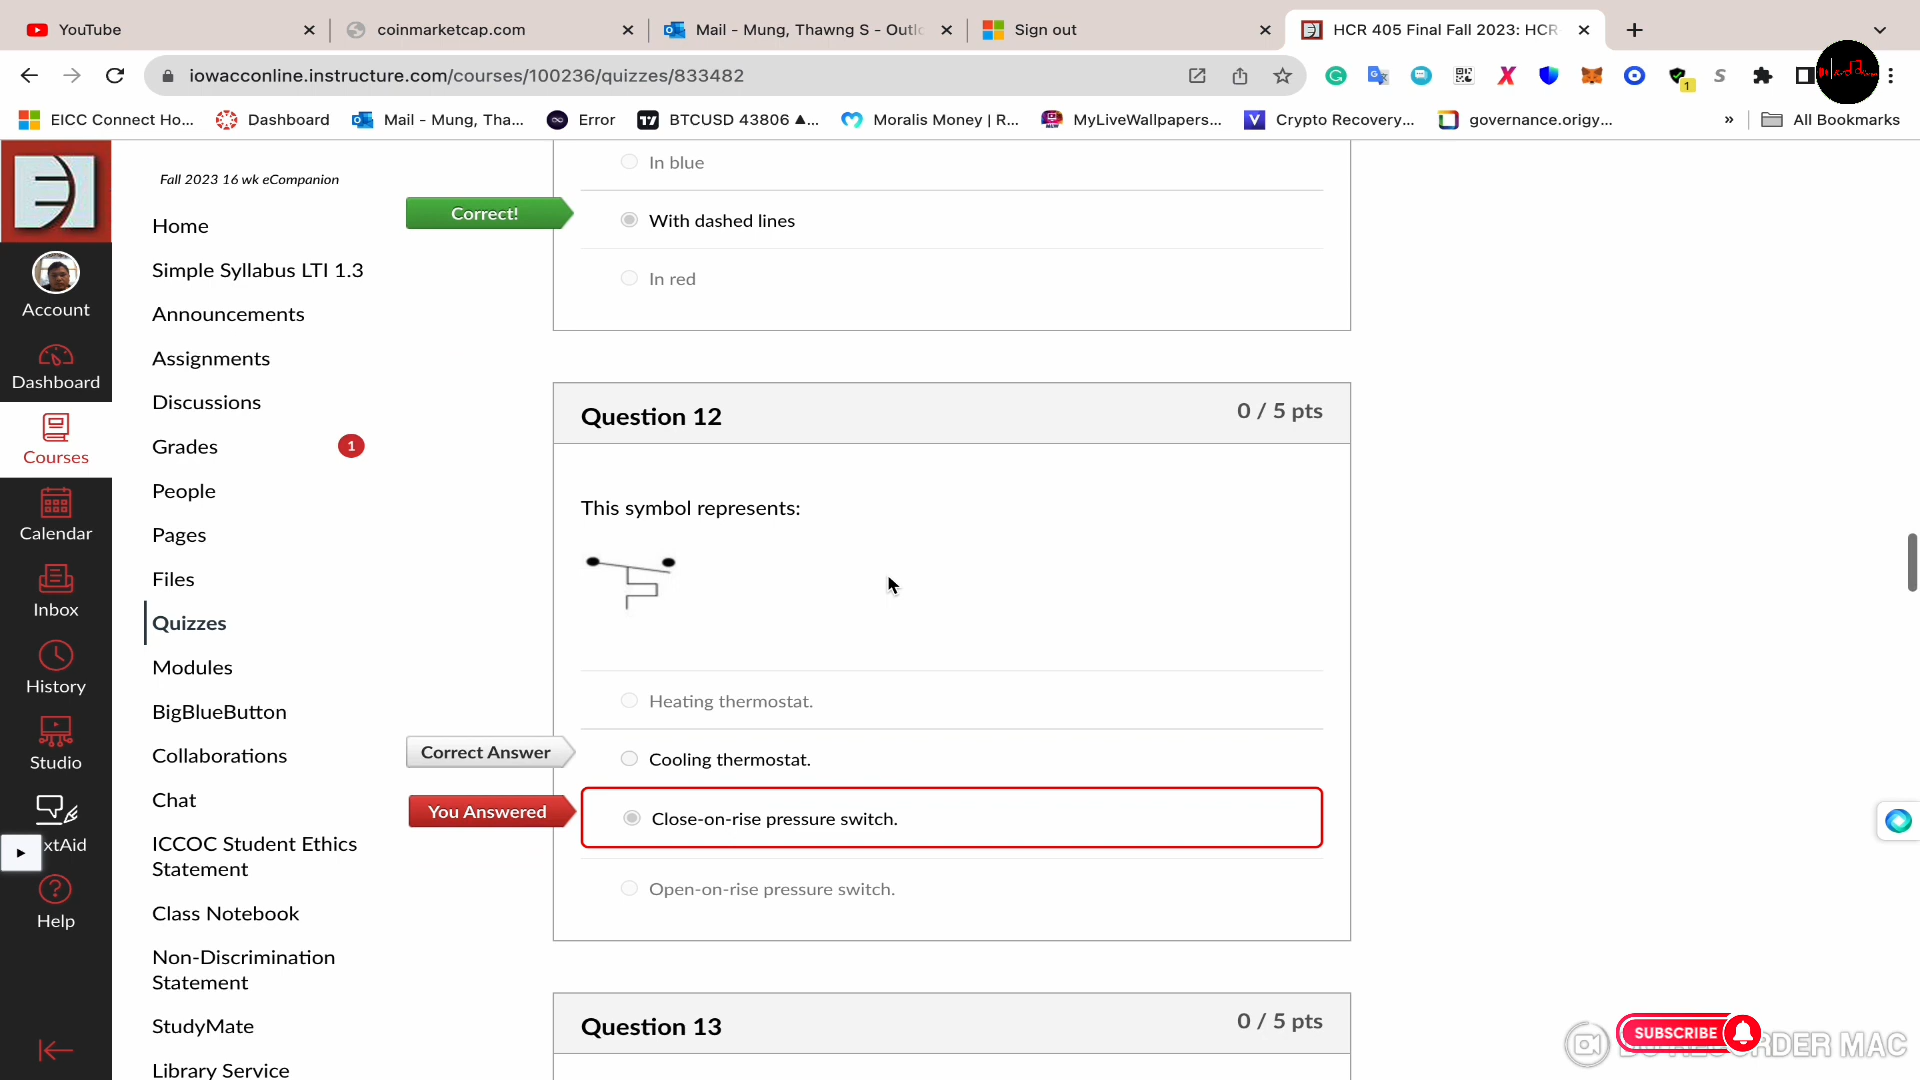 YouTube
coinmarketcap.com
Mail - Mung, Thawng S - Outlo
Sign out
HCR 405 Final Fall 2023: HCR
iowacconline.instructure.com/courses/100236/quizzes/833482
1
EICC Connect Ho...
Dashboard
Mail - Mung, Tha...
Error
BTCUSD 43806 ▲...
Moralis Money | R...
MyLiveWallpapers...
Crypto Recovery...
governance.origy...
»
All Bookmarks
Account
Dashboard
Courses
Calendar
Inbox
History
Studio
xtAid
Help
Fall 2023 16 wk eCompanion
Home
Simple Syllabus LTI 1.3
Announcements
Assignments
Discussions
Grades
1
People
Pages
Files
Quizzes
Modules
BigBlueButton
Collaborations
Chat
ICCOC Student Ethics
Statement
Class Notebook
Non-Discrimination
Statement
StudyMate
Library Service
In blue
Correct!
With dashed lines
In red
Question 12
0 / 5 pts
This symbol represents:
Heating thermostat.
Correct Answer
Cooling thermostat.
You Answered
Close-on-rise pressure switch.
Open-on-rise pressure switch.
Question 13
0 / 5 pts
SUBSCRIBE
RDER MAC